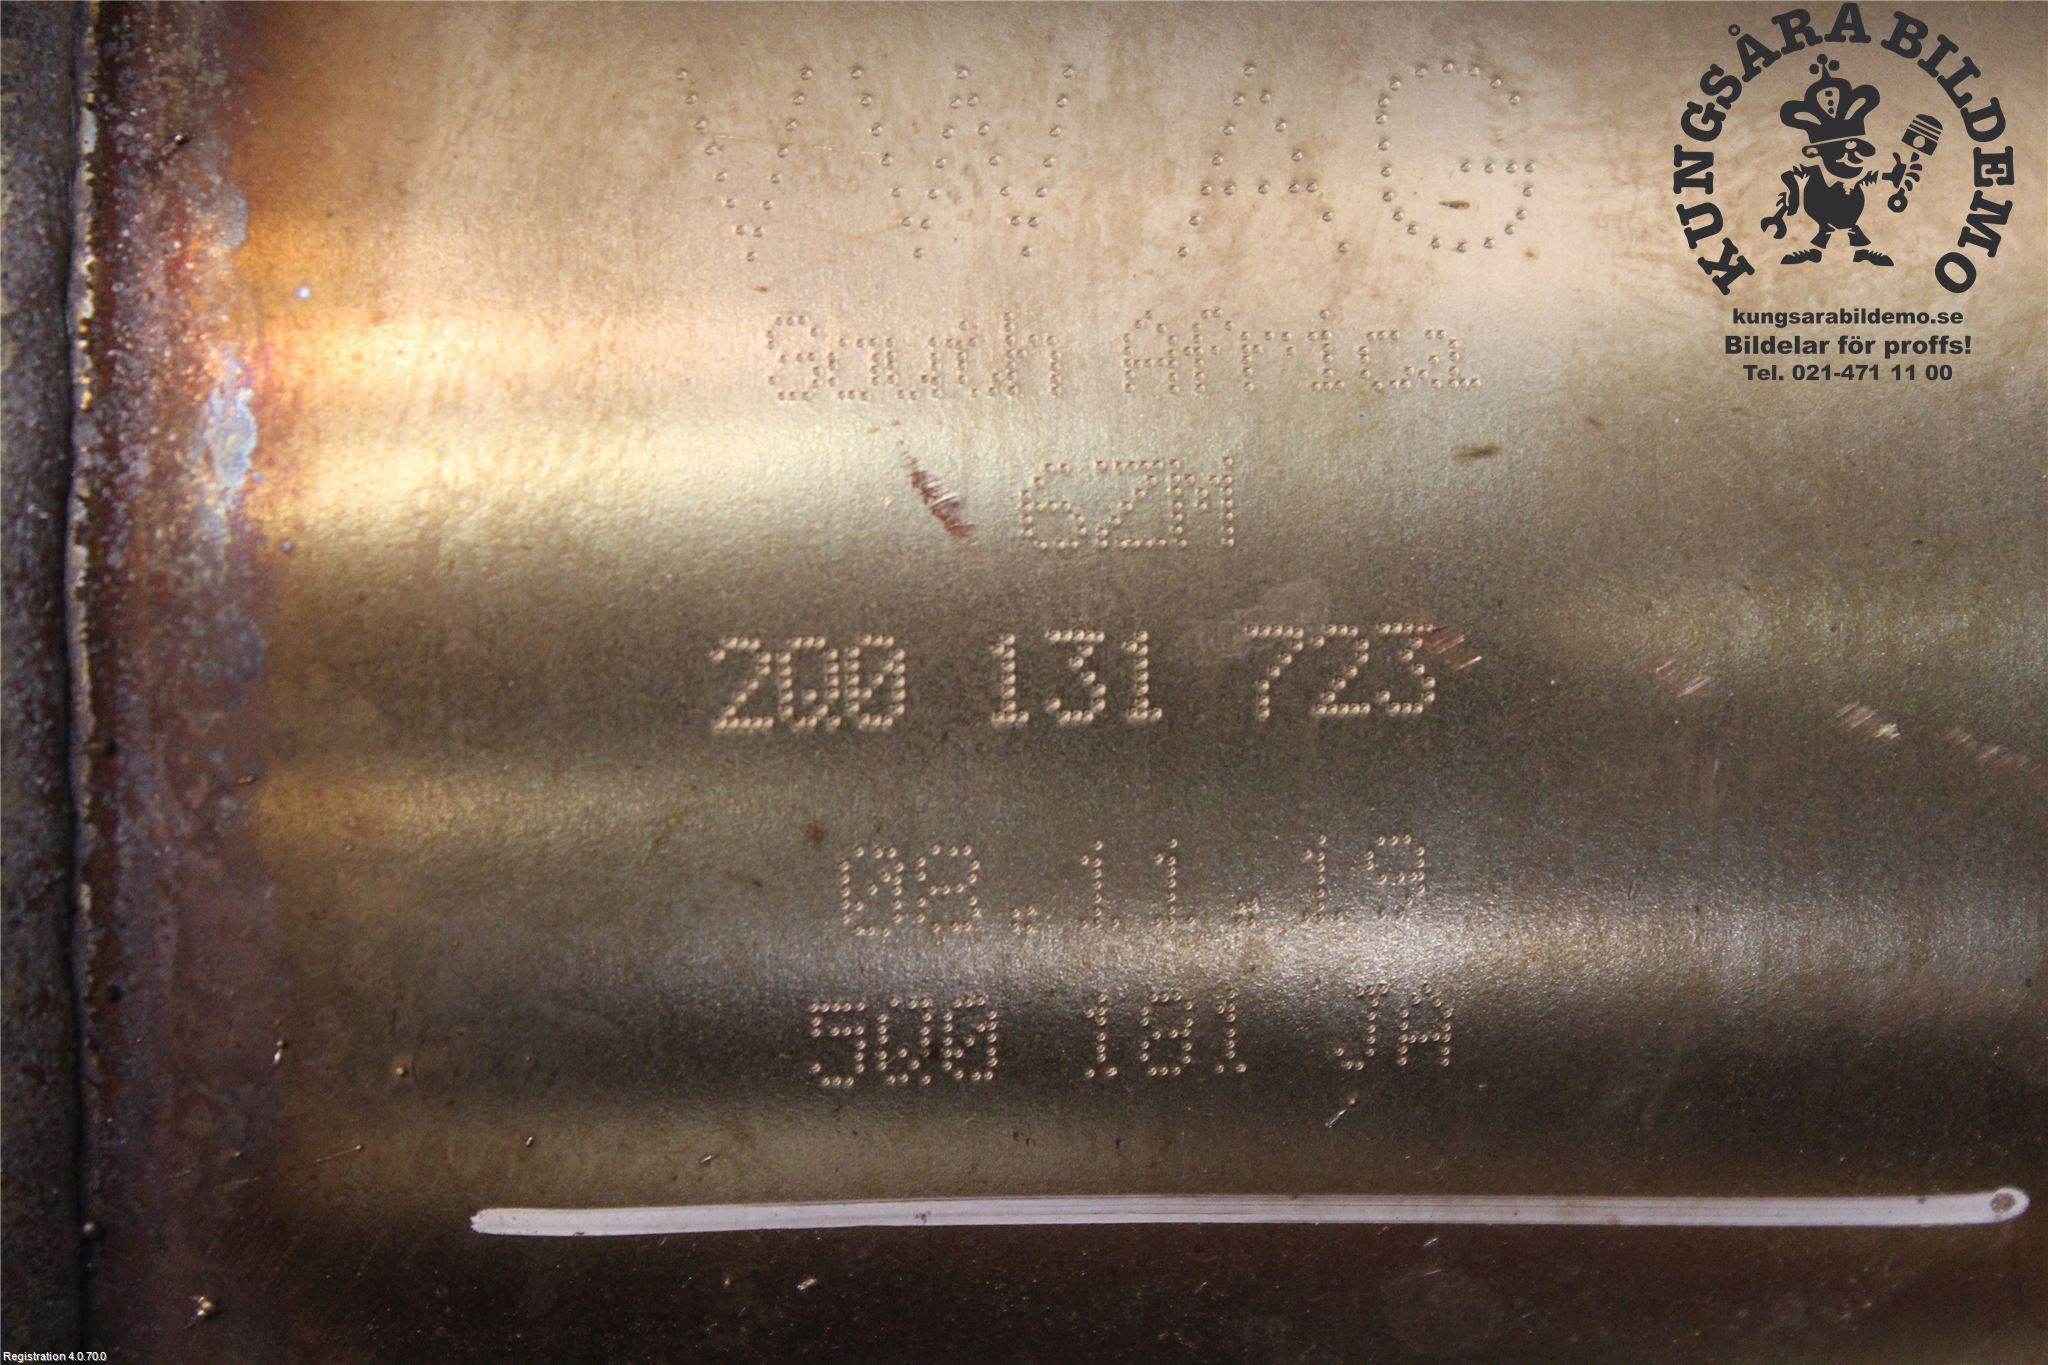 VW AG
South Africa
6ZM
2Q0 131 723
08.11.19
5Q0 181 JA
KUNGSÅRA BILDEMO
kungsarabildemo.se
Bildelar för proffs!
Tel. 021-471 11 00
Registration 4.0.70.0